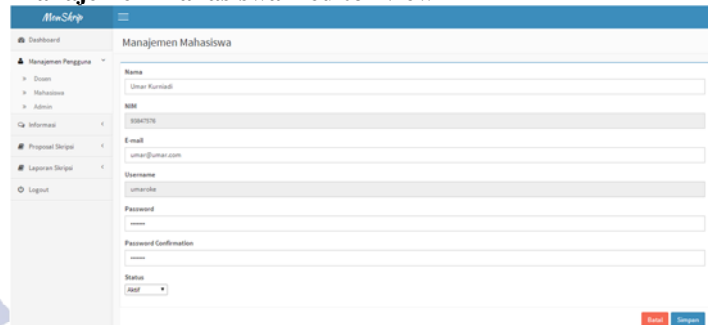 MonSkrip
Dashboard
Manajemen Pengguna
» Dosen
» Mahasiswa
» Admin
Informasi
Proposal Skripsi
Laporan Skripsi
Logout
Manajemen Mahasiswa
Nama
Umar Kurniadi
NIM
E-mail
umar@umar.com
Username
umaroke
Password
••••••
Password Confirmation
••••••
Status
Aktif
Batal Simpan